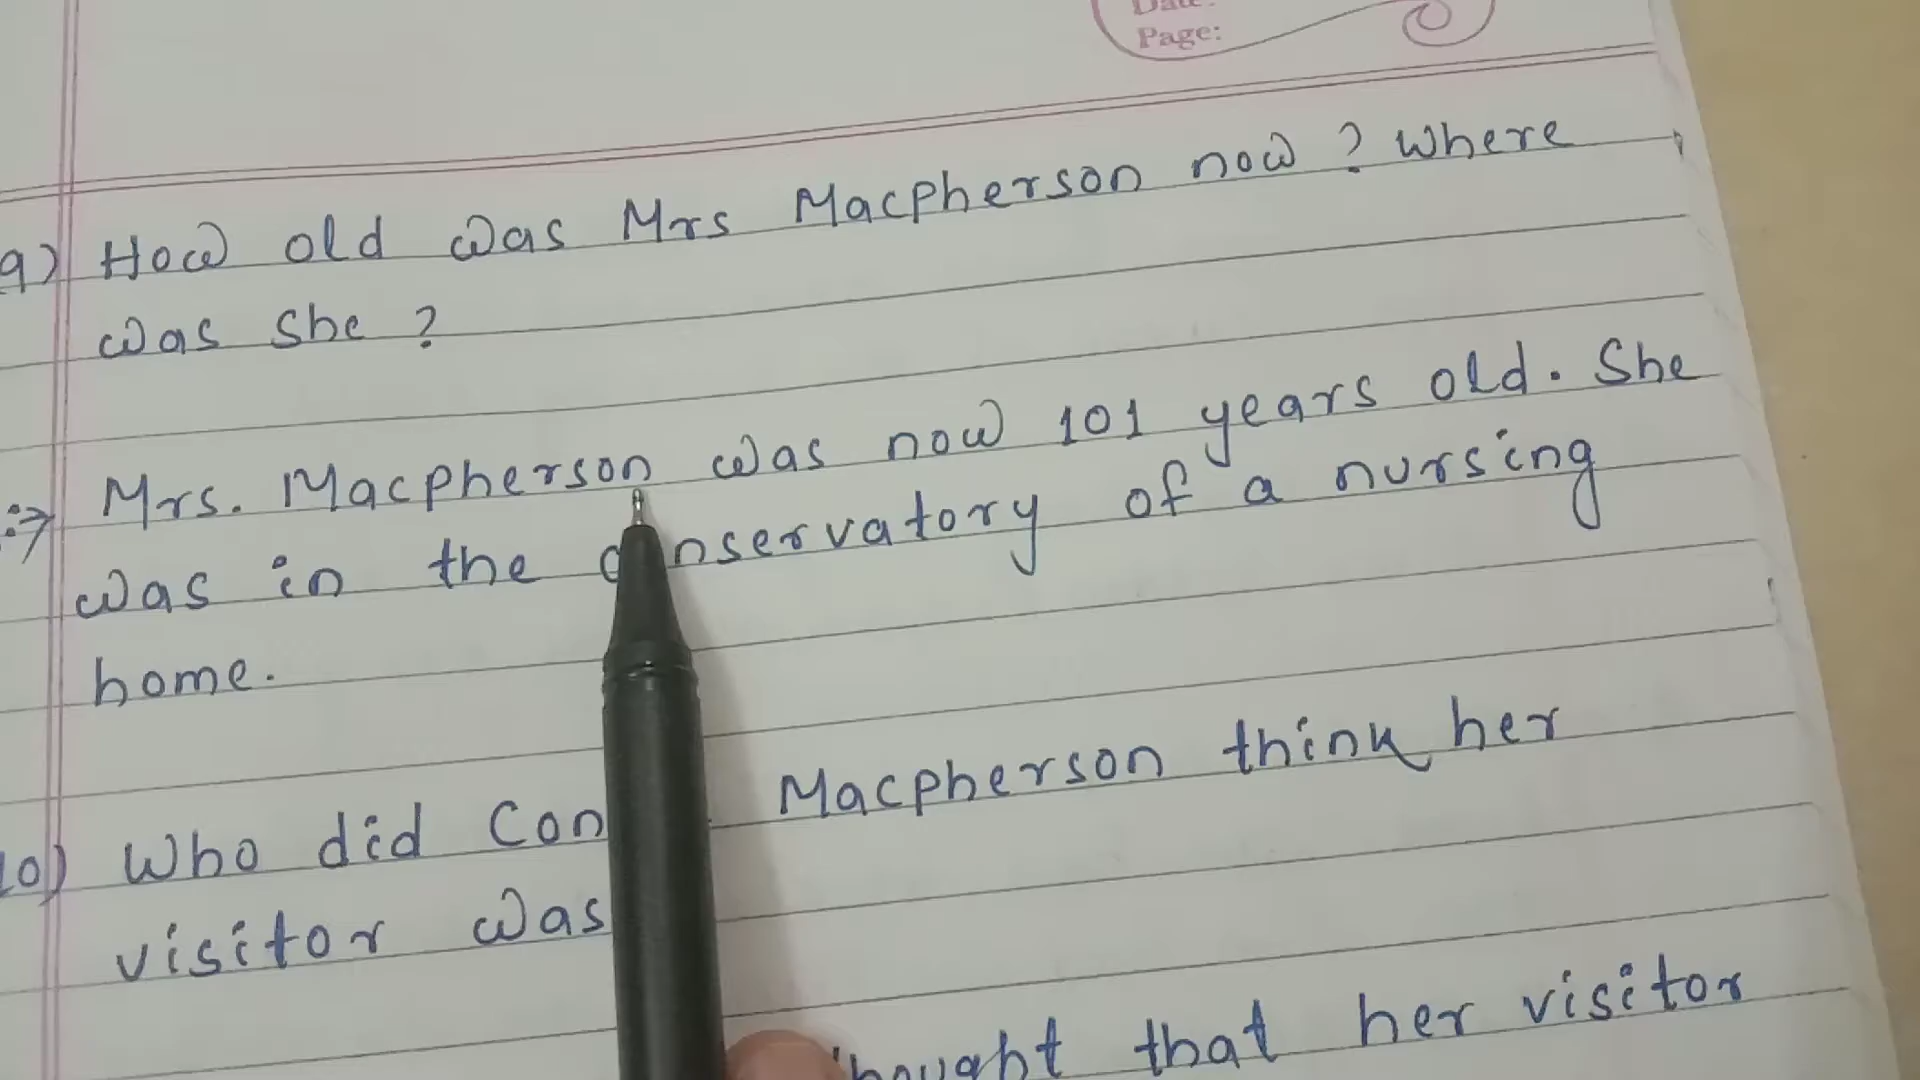 Date:
Page:
9) How old was Mrs Macpherson now ? Where
was she ?
⇒ Mrs. Macpherson was now 101 years old. She
was in the conservatory of a nursing
home.
10) Who did Macpherson think her
visitor was
that her visitor